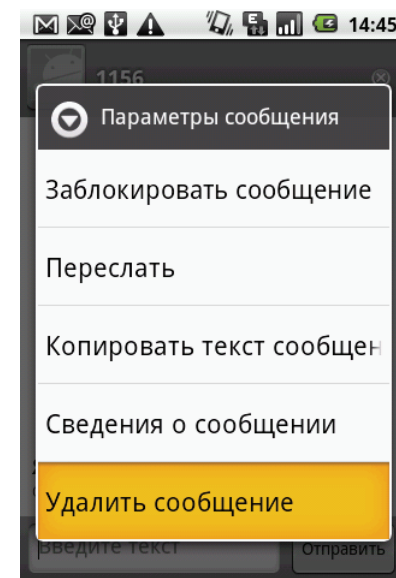 14:45
1156
Параметры сообщения
Заблокировать сообщение
Переслать
Копировать текст сообщен
Сведения о сообщении
Удалить сообщение
Введите текст
Отправить